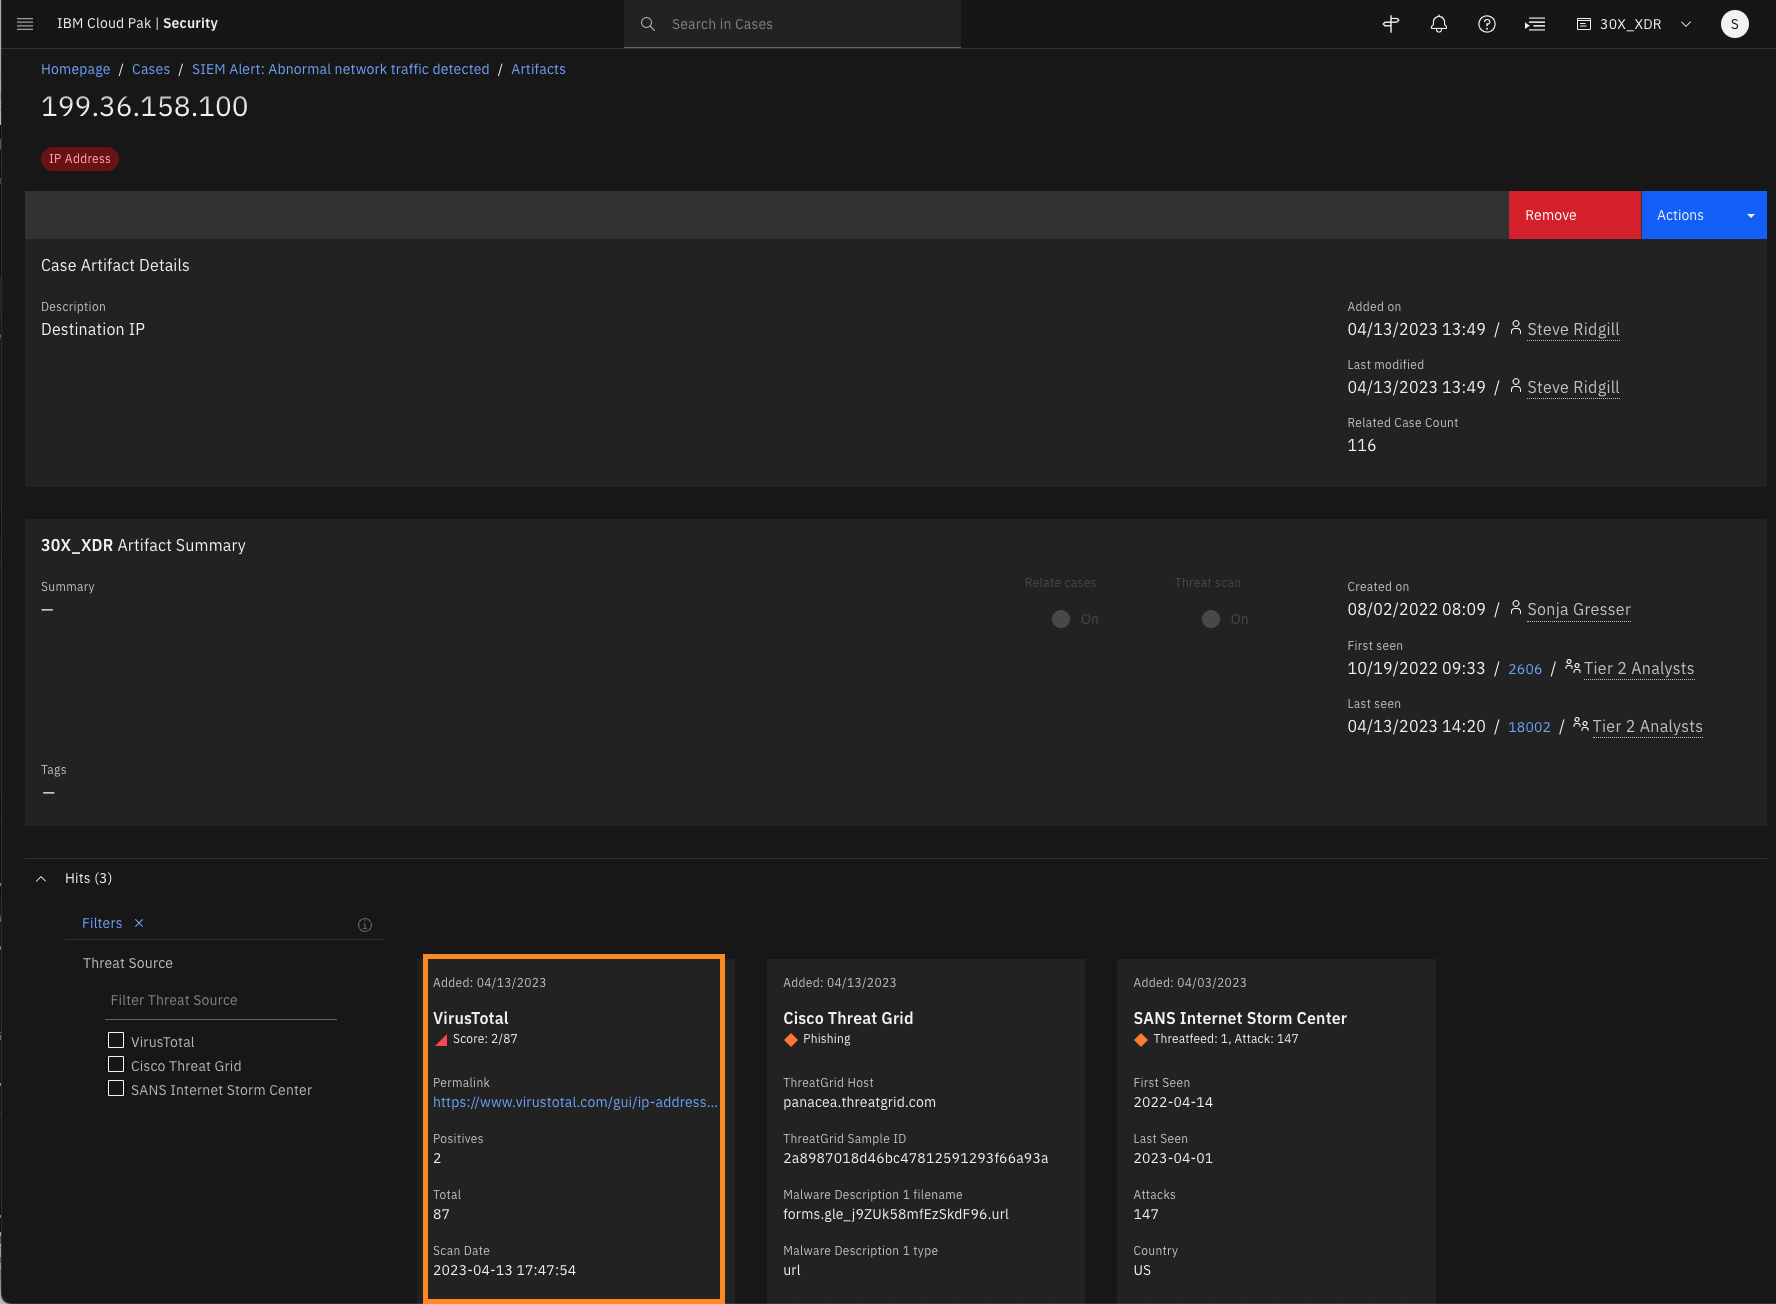 IBM Cloud Pak | Security
Search in Cases
30X_XDR
S
Homepage / Cases / SIEM Alert: Abnormal network traffic detected / Artifacts
199.36.158.100
IP Address
Remove
Actions
Case Artifact Details
Description
Destination IP
Added on
04/13/2023 13:49 / Steve Ridgill
Last modified
04/13/2023 13:49 / Steve Ridgill
Related Case Count
116
30X_XDR Artifact Summary
Summary
—
Relate cases
On
Threat scan
On
Created on
08/02/2022 08:09 / Sonja Gresser
First seen
10/19/2022 09:33 / 2606 / Tier 2 Analysts
Last seen
04/13/2023 14:20 / 18002 / Tier 2 Analysts
Tags
—
Hits (3)
Filters ×
Threat Source
Filter Threat Source
VirusTotal
Cisco Threat Grid
SANS Internet Storm Center
Added: 04/13/2023
VirusTotal
Score: 2/87
Permalink
https://www.virustotal.com/gui/ip-address...
Positives
2
Total
87
Scan Date
2023-04-13 17:47:54
Added: 04/13/2023
Cisco Threat Grid
Phishing
ThreatGrid Host
panacea.threatgrid.com
ThreatGrid Sample ID
2a8987018d46bc47812591293f66a93a
Malware Description 1 filename
forms.gle_j9ZUk58mfEzSkdF96.url
Malware Description 1 type
url
Added: 04/03/2023
SANS Internet Storm Center
Threatfeed: 1, Attack: 147
First Seen
2022-04-14
Last Seen
2023-04-01
Attacks
147
Country
US